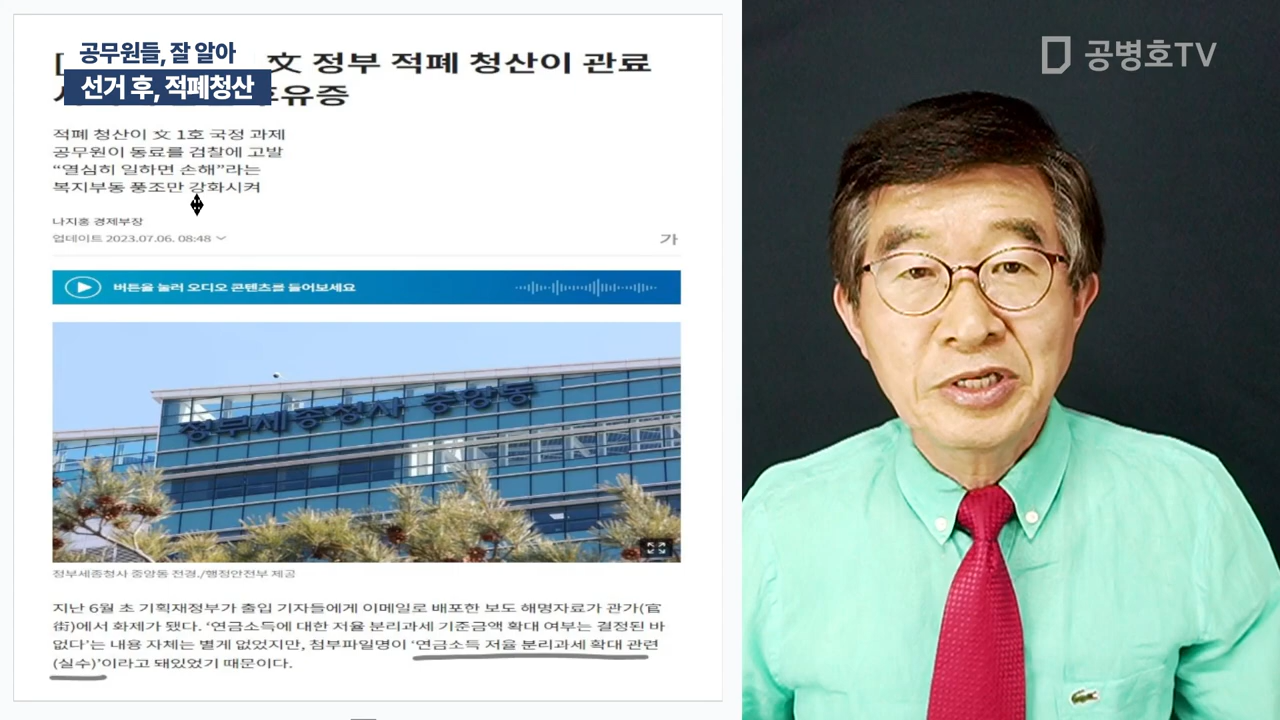 공무원들, 잘 알아
선거 후, 적폐청산
공병호TV
[ 文 정부 적폐 청산이 관료
후유증
적폐 청산이 文 1호 국정 과제
공무원이 동료를 검찰에 고발
“열심히 일하면 손해”라는
복지부동 풍조만 강화시켜
나지홍 경제부장
업데이트 2023.07.06. 08:48
가
버튼을 눌러 오디오 콘텐츠를 들어보세요
정부세종청사 중앙동
정부세종청사 중앙동 전경./행정안전부 제공
지난 6월 초 기획재정부가 출입 기자들에게 이메일로 배포한 보도 해명자료가 관가(官
街)에서 화제가 됐다. ‘연금소득에 대한 저율 분리과세 기준금액 확대 여부는 결정된 바
없다’는 내용 자체는 별게 없었지만, 첨부파일명이 ‘연금소득 저율 분리과세 확대 관련
(실수)’이라고 돼있었기 때문이다.